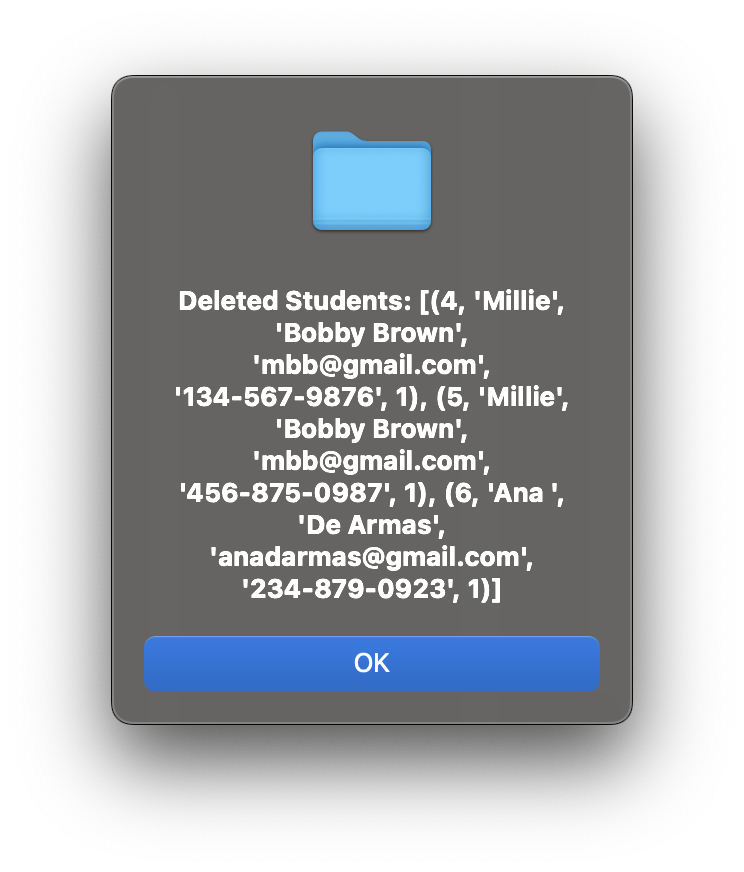 Deleted Students: [(4, 'Millie',
'Bobby Brown',
'mbb@gmail.com',
'134-567-9876', 1), (5, 'Millie',
'Bobby Brown',
'mbb@gmail.com',
'456-875-0987', 1), (6, 'Ana ',
'De Armas',
'anadarmas@gmail.com',
'234-879-0923', 1)]
OK